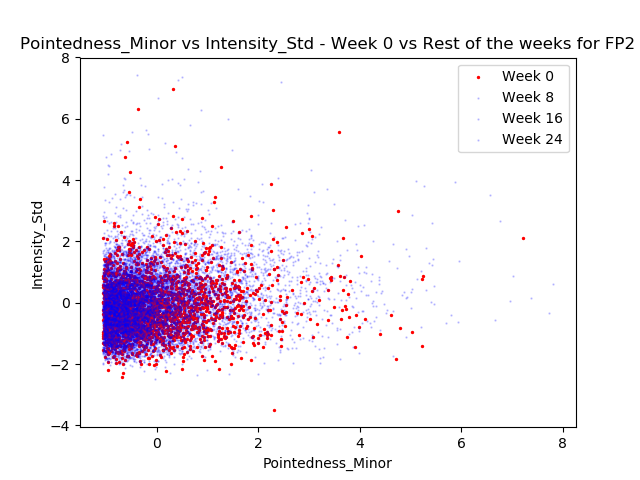 Pointedness_Minor vs Intensity_Std - Week 0 vs Rest of the weeks for FP2
Week 0
Week 8
Week 16
Week 24
8
6
4
2
0
−2
−4
Intensity_Std
0 2 4 6 8
Pointedness_Minor